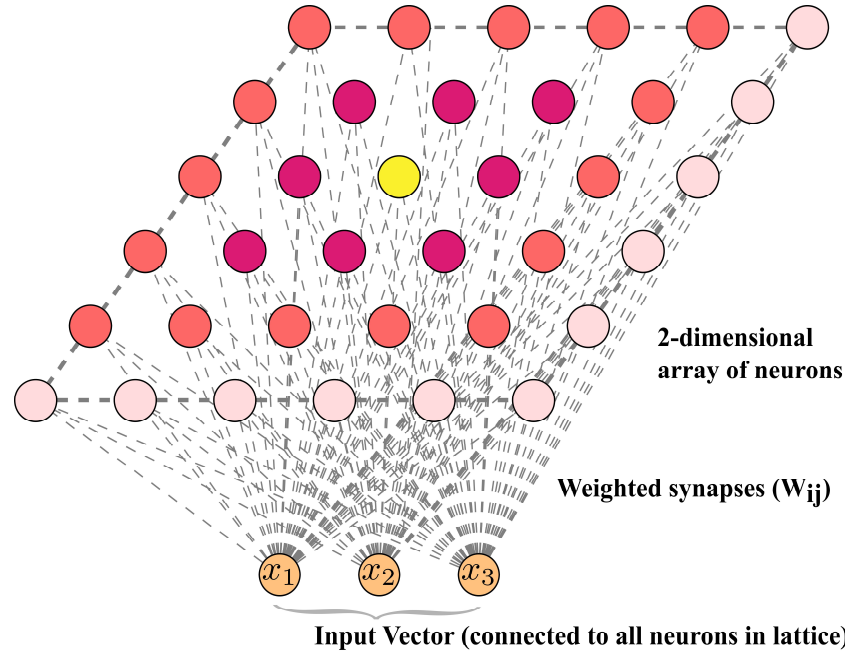 2-dimensional
array of neurons
Weighted synapses (Wij)
x1 x2 x3
Input Vector (connected to all neurons in lattice)